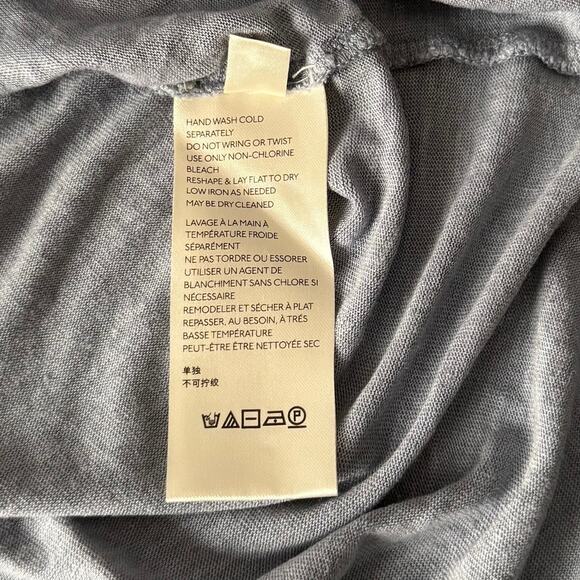 HAND WASH COLD
SEPARATELY
DO NOT WRING OR TWIST
USE ONLY NON-CHLORINE
BLEACH
RESHAPE & LAY FLAT TO DRY
LOW IRON AS NEEDED
MAY BE DRY CLEANED
LAVAGE À LA MAIN À
TEMPÉRATURE FROIDE
SÉPARÉMENT
NE PAS TORDRE OU ESSORER
UTILISER UN AGENT DE
BLANCHIMENT SANS CHLORE SI
NÉCESSAIRE
REMODELER ET SÉCHER À PLAT
REPASSER, AU BESOIN, À TRÉS
BASSE TEMPÉRATURE
PEUT-ÊTRE ÊTRE NETTOYÉE SEC
单独
不可拧绞
P